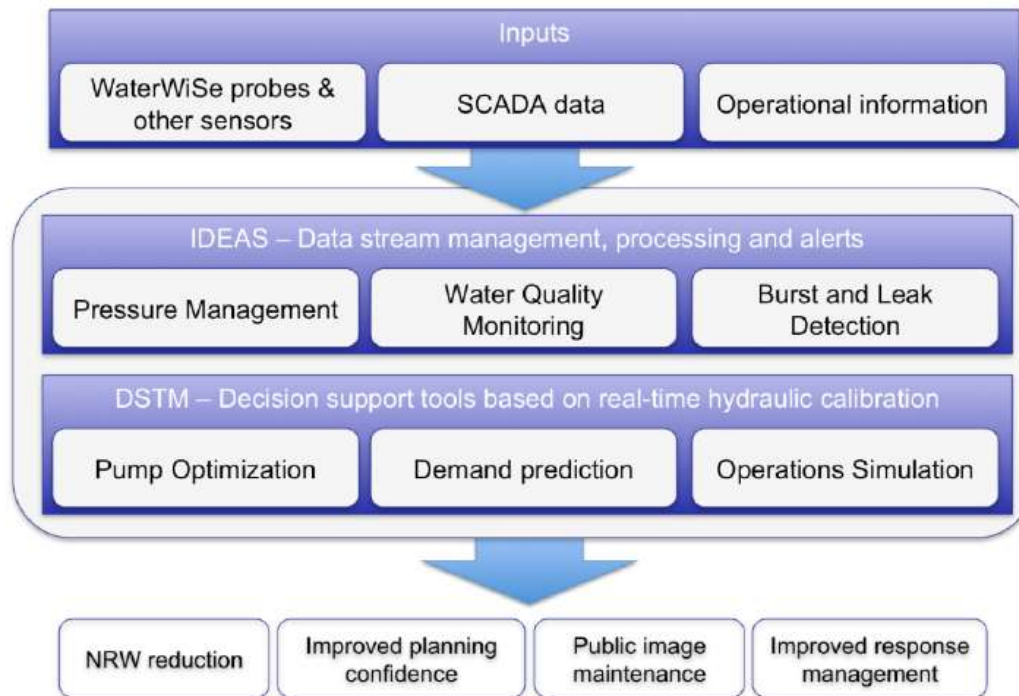 Inputs
WaterWiSe probes &
other sensors
SCADA data
Operational information
IDEAS – Data stream management, processing and alerts
Pressure Management
Water Quality
Monitoring
Burst and Leak
Detection
DSTM – Decision support tools based on real-time hydraulic calibration
Pump Optimization
Demand prediction
Operations Simulation
NRW reduction
Improved planning
confidence
Public image
maintenance
Improved response
management